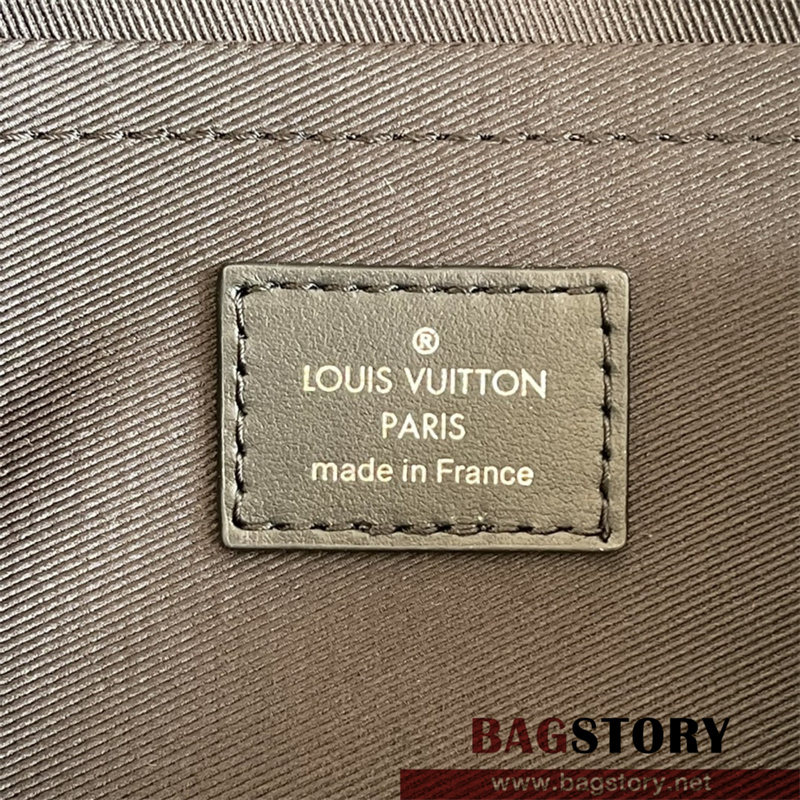 ®
LOUIS VUITTON
PARIS
made in France
BAGSTORY
www.bagstory.net